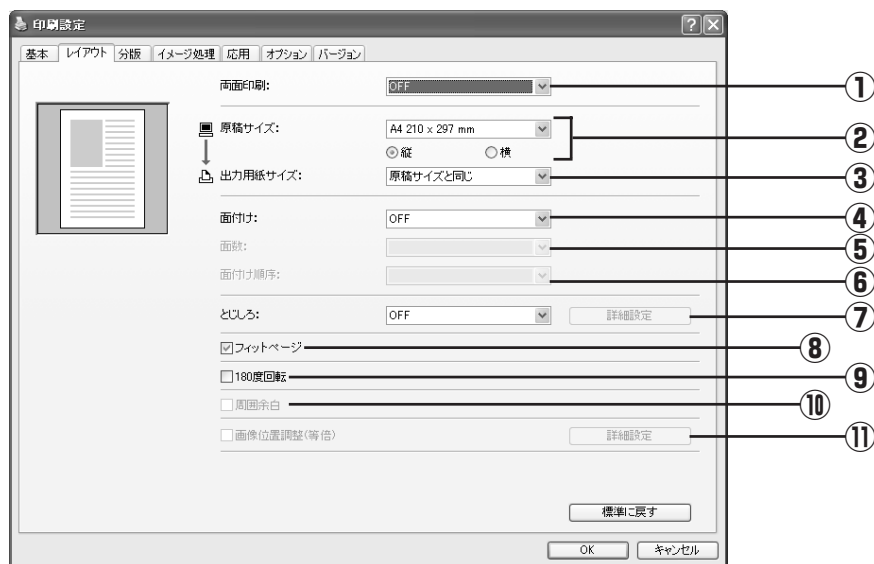 印刷設定
基本 レイアウト 分版 イメージ処理 応用 オプション バージョン
両面印刷: OFF ①
原稿サイズ: A4 210 x 297 mm ②
縦 横
出力用紙サイズ: 原稿サイズと同じ ③
面付け: OFF ④
面数: ⑤
面付け順序: ⑥
とじしろ: OFF 詳細設定 ⑦
フィットページ ⑧
180度回転 ⑨
周囲余白 ⑩
画像位置調整(等倍) 詳細設定 ⑪
標準に戻す
OK キャンセル